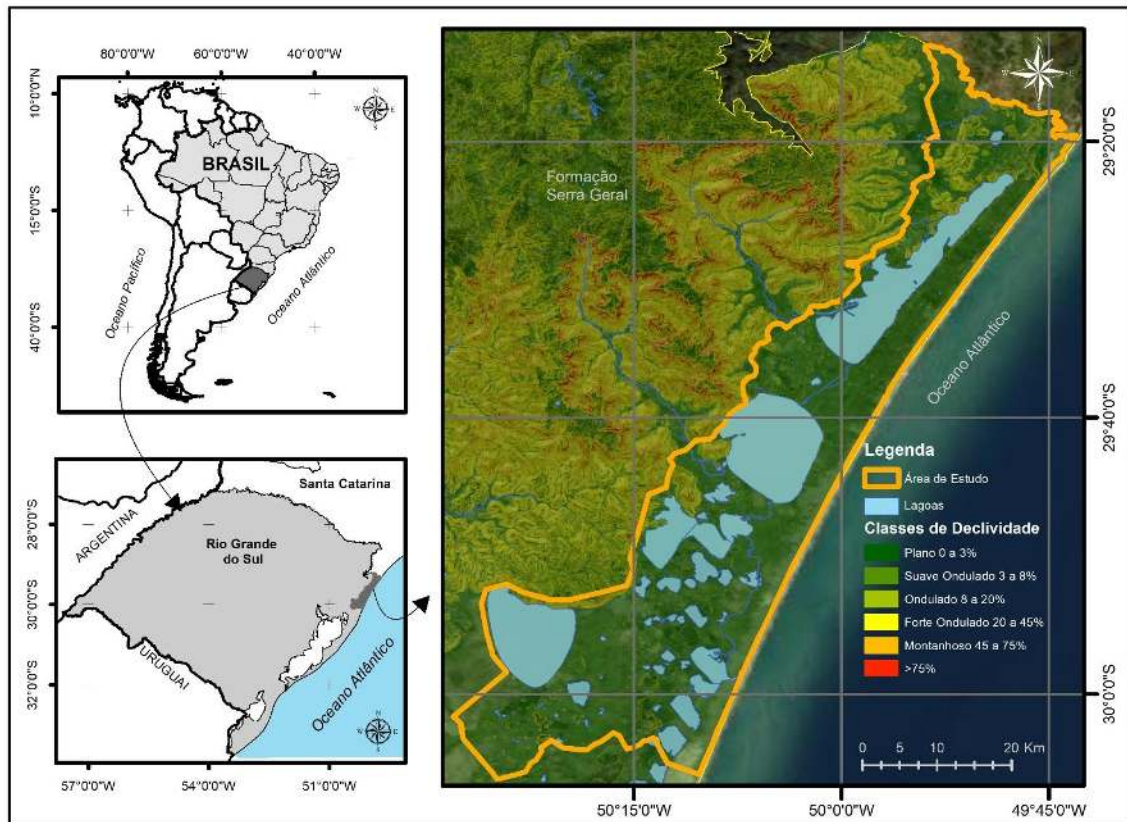 80°0'0"W
60°0'0"W
40°0'0"W
10°0'0"N
15°0'0"S
40°0'0"S
N
W
E
S
BRASIL
Oceano Pacífico
Oceano Atlântico
28°0'0"S
30°0'0"S
32°0'0"S
ARGENTINA
Santa Catarina
Rio Grande
do Sul
URUGUAI
Oceano Atlântico
N
W
E
S
57°0'0"W
54°0'0"W
51°0'0"W
Formação
Serra Geral
N
W
E
S
Oceano Atlântico
29°20'0"S
29°40'0"S
30°0'0"S
Legenda
Área de Estudo
Lagoas
Classes de Declividade
Plano 0 a 3%
Suave Ondulado 3 a 8%
Ondulado 8 a 20%
Forte Ondulado 20 a 45%
Montanhoso 45 a 75%
>75%
0 5 10 20 Km
50°15'0"W
50°0'0"W
49°45'0"W